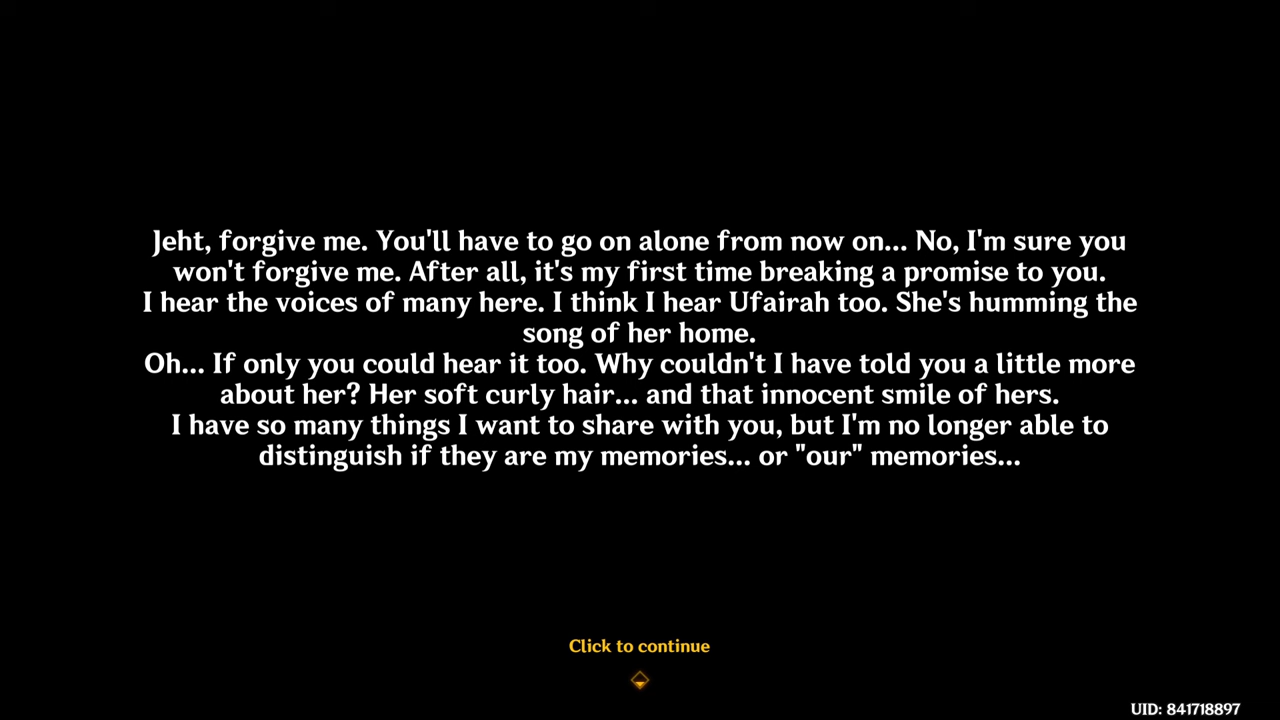 Jeht, forgive me. You'll have to go on alone from now on... No, I'm sure you
won't forgive me. After all, it's my first time breaking a promise to you.
I hear the voices of many here. I think I hear Ufairah too. She's humming the
song of her home.
Oh... If only you could hear it too. Why couldn't I have told you a little more
about her? Her soft curly hair... and that innocent smile of hers.
I have so many things I want to share with you, but I'm no longer able to
distinguish if they are my memories... or "our" memories...
Click to continue
UID: 841718897